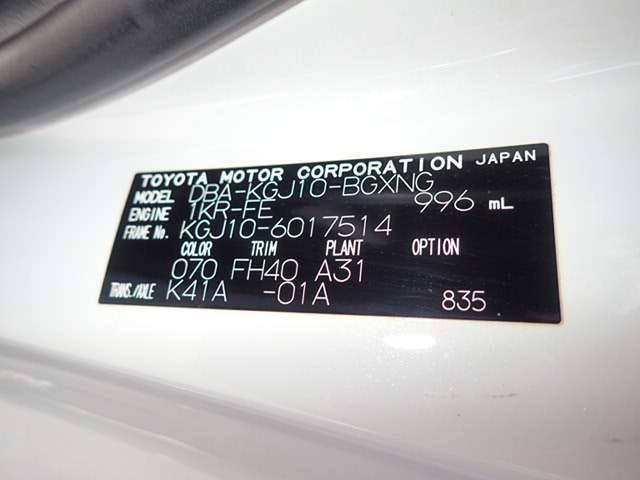 TOYOTA MOTOR CORPORATION JAPAN
MODEL DBA-KGJ10-BGXNG
ENGINE 1KR-FE 996 mL
FRAME No. KGJ10-6017514
COLOR TRIM PLANT OPTION
070 FH40 A31
TRANS./AXLE K41A -01A 835